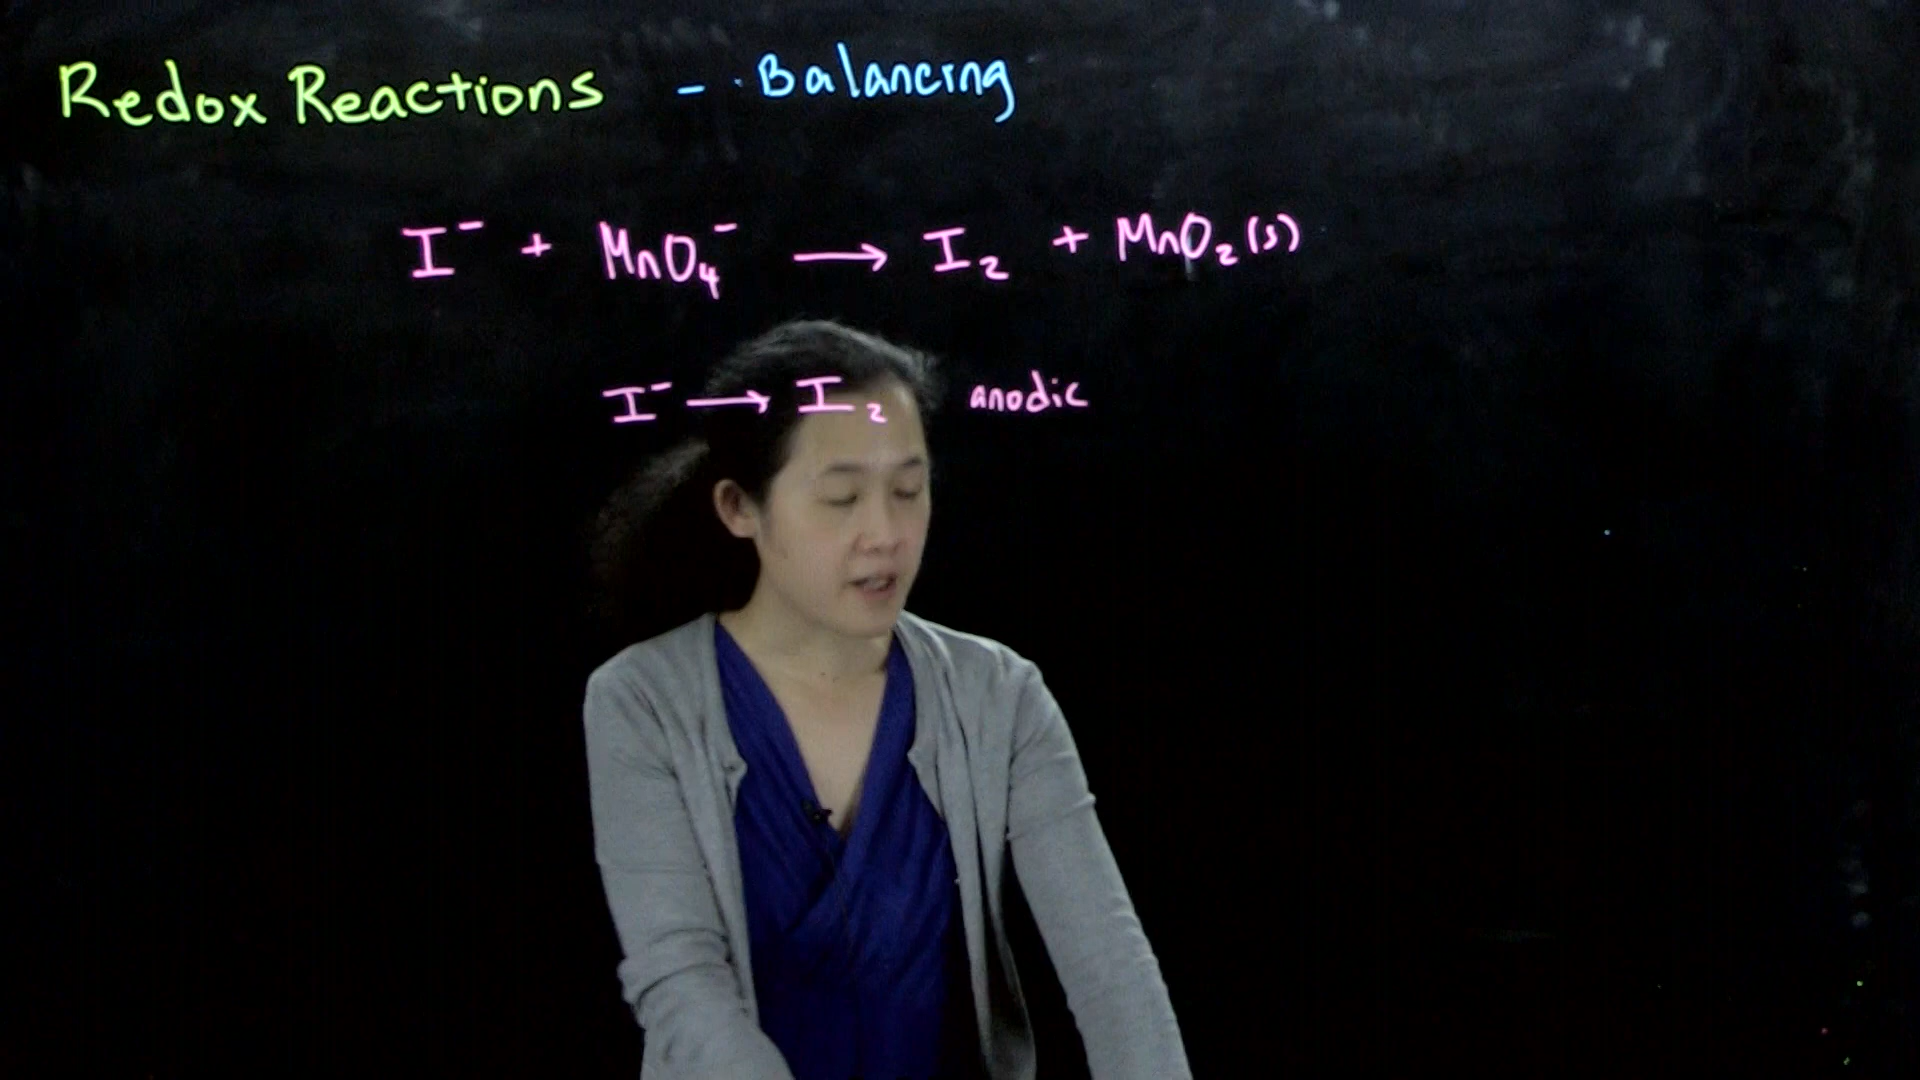 Redox Reactions - Balancing
I⁻ + MnO₄⁻ → I₂ + MnO₂(s)
I⁻ → I₂ anodic